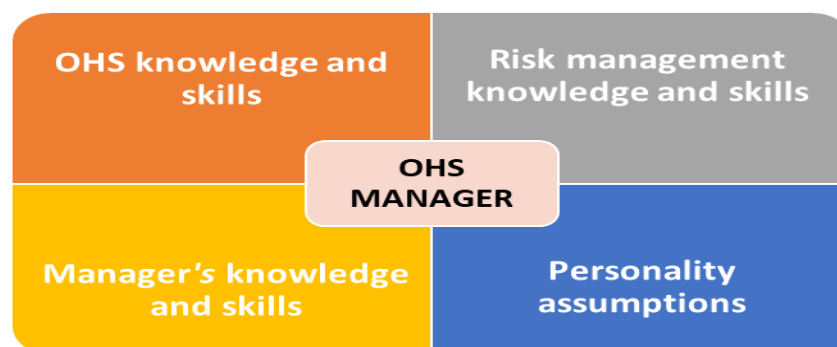 OHS knowledge and
skills
Risk management
knowledge and skills
OHS
MANAGER
Manager's knowledge
and skills
Personality
assumptions